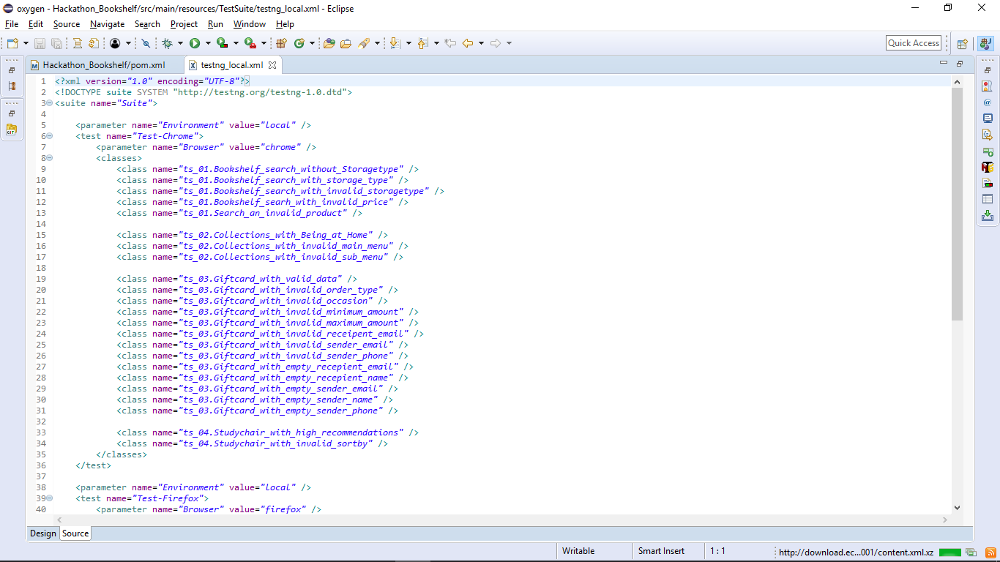 oxygen - Hackathon_Bookshelf/src/main/resources/TestSuite/testng_local.xml - Eclipse
File Edit Source Navigate Search Project Run Window Help
Quick Access
Hackathon_Bookshelf/pom.xml testng_local.xml
1 <?xml version="1.0" encoding="UTF-8"?>
2 <!DOCTYPE suite SYSTEM "http://testng.org/testng-1.0.dtd">
3 <suite name="Suite">
4
5 <parameter name="Environment" value="local" />
6 <test name="Test-Chrome">
7 <parameter name="Browser" value="chrome" />
8 <classes>
9 <class name="ts_01.Bookshelf_search_without_Storagetype" />
10 <class name="ts_01.Bookshelf_search_with_storage_type" />
11 <class name="ts_01.Bookshelf_search_with_invalid_storagetype" />
12 <class name="ts_01.Bookshelf_searh_with_invalid_price" />
13 <class name="ts_01.Search_an_invalid_product" />
14
15 <class name="ts_02.Collections_with_Being_at_Home" />
16 <class name="ts_02.Collections_with_invalid_main_menu" />
17 <class name="ts_02.Collections_with_invalid_sub_menu" />
18
19 <class name="ts_03.Giftcard_with_valid_data" />
20 <class name="ts_03.Giftcard_with_invalid_order_type" />
21 <class name="ts_03.Giftcard_with_invalid_occasion" />
22 <class name="ts_03.Giftcard_with_invalid_minimum_amount" />
23 <class name="ts_03.Giftcard_with_invalid_maximum_amount" />
24 <class name="ts_03.Giftcard_with_invalid_receipent_email" />
25 <class name="ts_03.Giftcard_with_invalid_sender_email" />
26 <class name="ts_03.Giftcard_with_invalid_sender_phone" />
27 <class name="ts_03.Giftcard_with_empty_recepient_email" />
28 <class name="ts_03.Giftcard_with_empty_recepient_name" />
29 <class name="ts_03.Giftcard_with_empty_sender_email" />
30 <class name="ts_03.Giftcard_with_empty_sender_name" />
31 <class name="ts_03.Giftcard_with_empty_sender_phone" />
32
33 <class name="ts_04.Studychair_with_high_recommendations" />
34 <class name="ts_04.Studychair_with_invalid_sortby" />
35 </classes>
36 </test>
37
38 <parameter name="Environment" value="local" />
39 <test name="Test-Firefox">
40 <parameter name="Browser" value="firefox" />
Design Source
Writable Smart Insert 1 : 1 http://download.ec...001/content.xml.xz